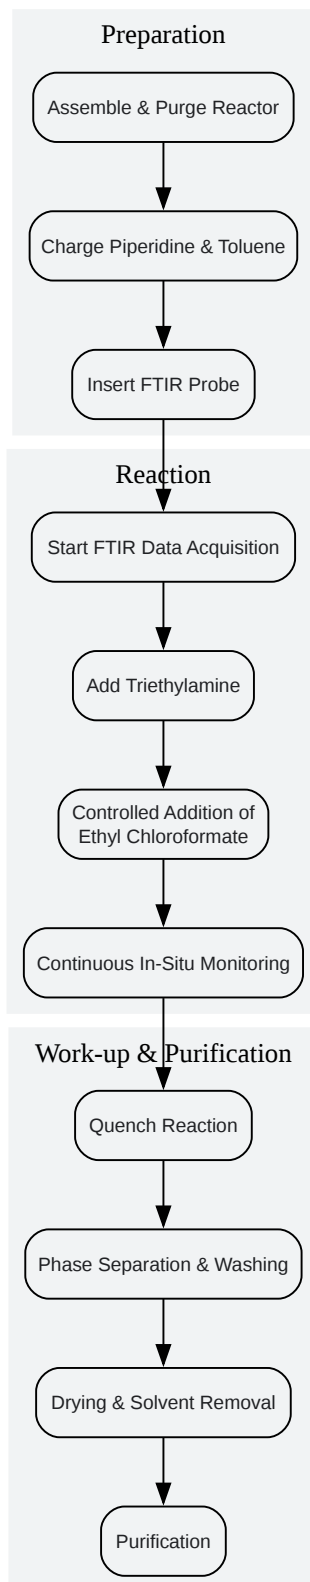 Preparation
Assemble & Purge Reactor
Charge Piperidine & Toluene
Insert FTIR Probe
Reaction
Start FTIR Data Acquisition
Add Triethylamine
Controlled Addition of
Ethyl Chloroformate
Continuous In-Situ Monitoring
Work-up & Purification
Quench Reaction
Phase Separation & Washing
Drying & Solvent Removal
Purification